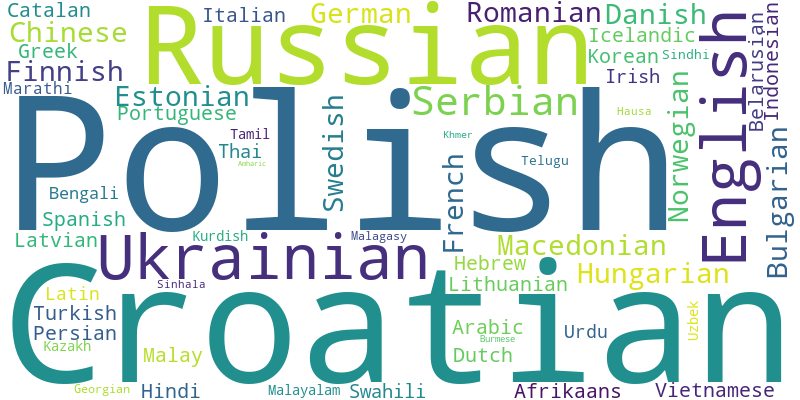 Catalan
Italian
German
Romanian
Danish
Chinese
Russian
Icelandic
Greek
Korean
Sindhi
Finnish
Irish
Marathi
Estonian
Serbian
English
Belarusian
Indonesian
Portuguese
Swedish
Norwegian
Hausa
Polish
Tamil
Khmer
Thai
Amharic
French
Telugu
Bulgarian
Bengali
Spanish
Latvian
Kurdish
Malagasy
Ukrainian
Macedonian
Hebrew
Hungarian
Sinhala
Lithuanian
Latin
Croatian
Turkish
Persian
Arabic
Urdu
Uzbek
Kazakh
Burmese
Malay
Dutch
Georgian
Hindi
Malayalam
Swahili
Afrikaans
Vietnamese